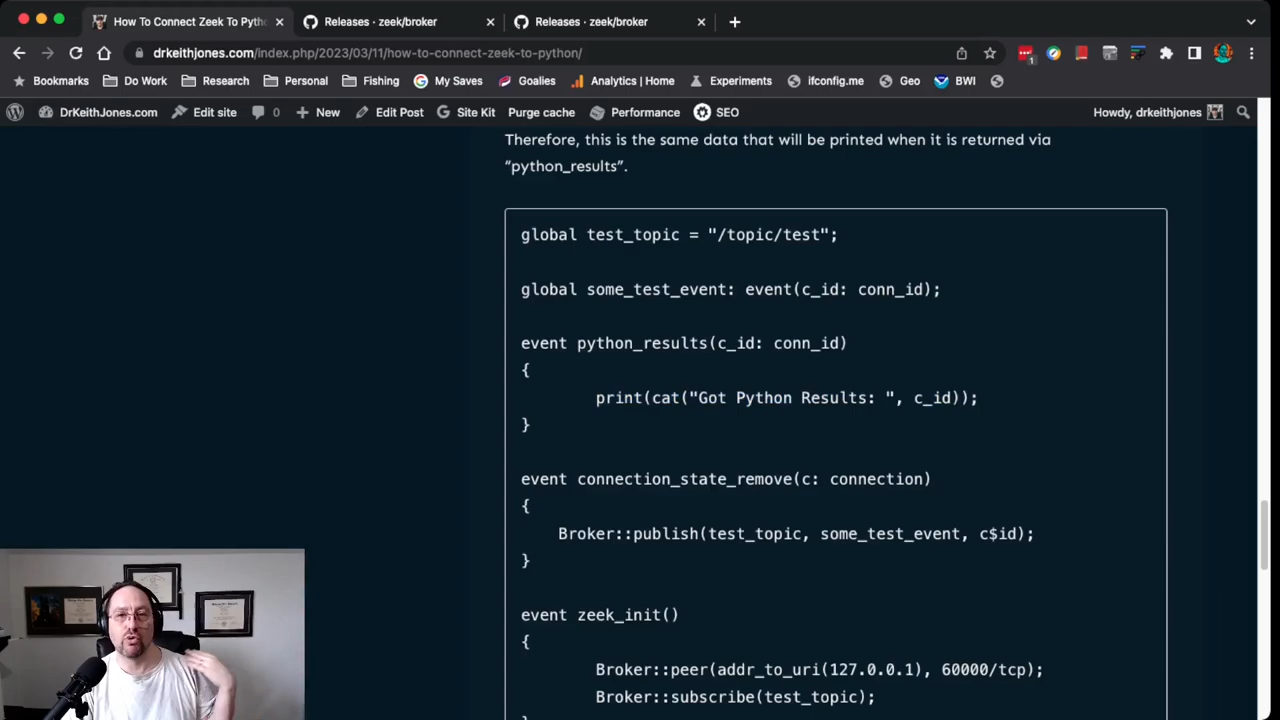 How To Connect Zeek To Pytho
Releases · zeek/broker
Releases · zeek/broker
drkeithjones.com/index.php/2023/03/11/how-to-connect-zeek-to-python/
1
Bookmarks
Do Work
Research
Personal
Fishing
My Saves
Goalies
Analytics | Home
Experiments
ifconfig.me
Geo
BWI
DrKeithJones.com
Edit site
0
New
Edit Post
Site Kit
Purge cache
Performance
SEO
Howdy, drkeithjones
Therefore, this is the same data that will be printed when it is returned via
“python_results”.
global test_topic = "/topic/test";
global some_test_event: event(c_id: conn_id);
event python_results(c_id: conn_id)
{
print(cat("Got Python Results: ", c_id));
}
event connection_state_remove(c: connection)
{
Broker::publish(test_topic, some_test_event, c$id);
}
event zeek_init()
{
Broker::peer(addr_to_uri(127.0.0.1), 60000/tcp);
Broker::subscribe(test_topic);
}